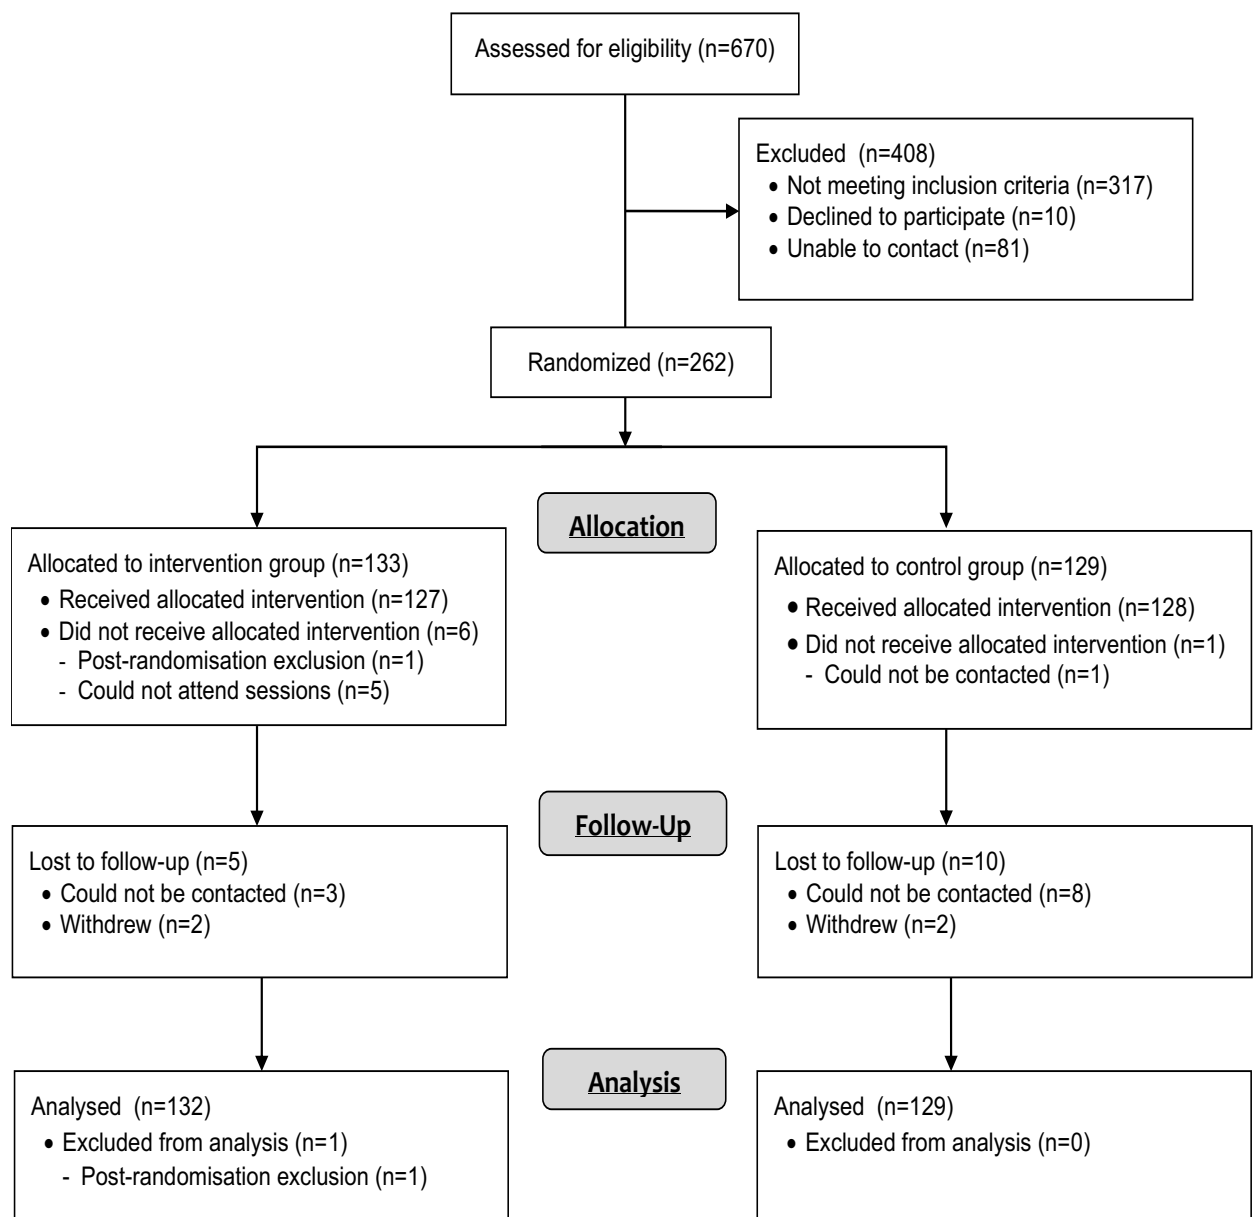 Assessed for eligibility (n=670)
Excluded  (n=408)
• Not meeting inclusion criteria (n=317)
• Declined to participate (n=10)
• Unable to contact (n=81)
Randomized (n=262)
Allocation
Allocated to intervention group (n=133)
• Received allocated intervention (n=127)
• Did not receive allocated intervention (n=6)
- Post-randomisation exclusion (n=1)
- Could not attend sessions (n=5)
Allocated to control group (n=129)
• Received allocated intervention (n=128)
• Did not receive allocated intervention (n=1)
- Could not be contacted (n=1)
Follow-Up
Lost to follow-up (n=5)
• Could not be contacted (n=3)
• Withdrew (n=2)
Lost to follow-up (n=10)
• Could not be contacted (n=8)
• Withdrew (n=2)
Analysis
Analysed  (n=132)
• Excluded from analysis (n=1)
- Post-randomisation exclusion (n=1)
Analysed  (n=129)
• Excluded from analysis (n=0)